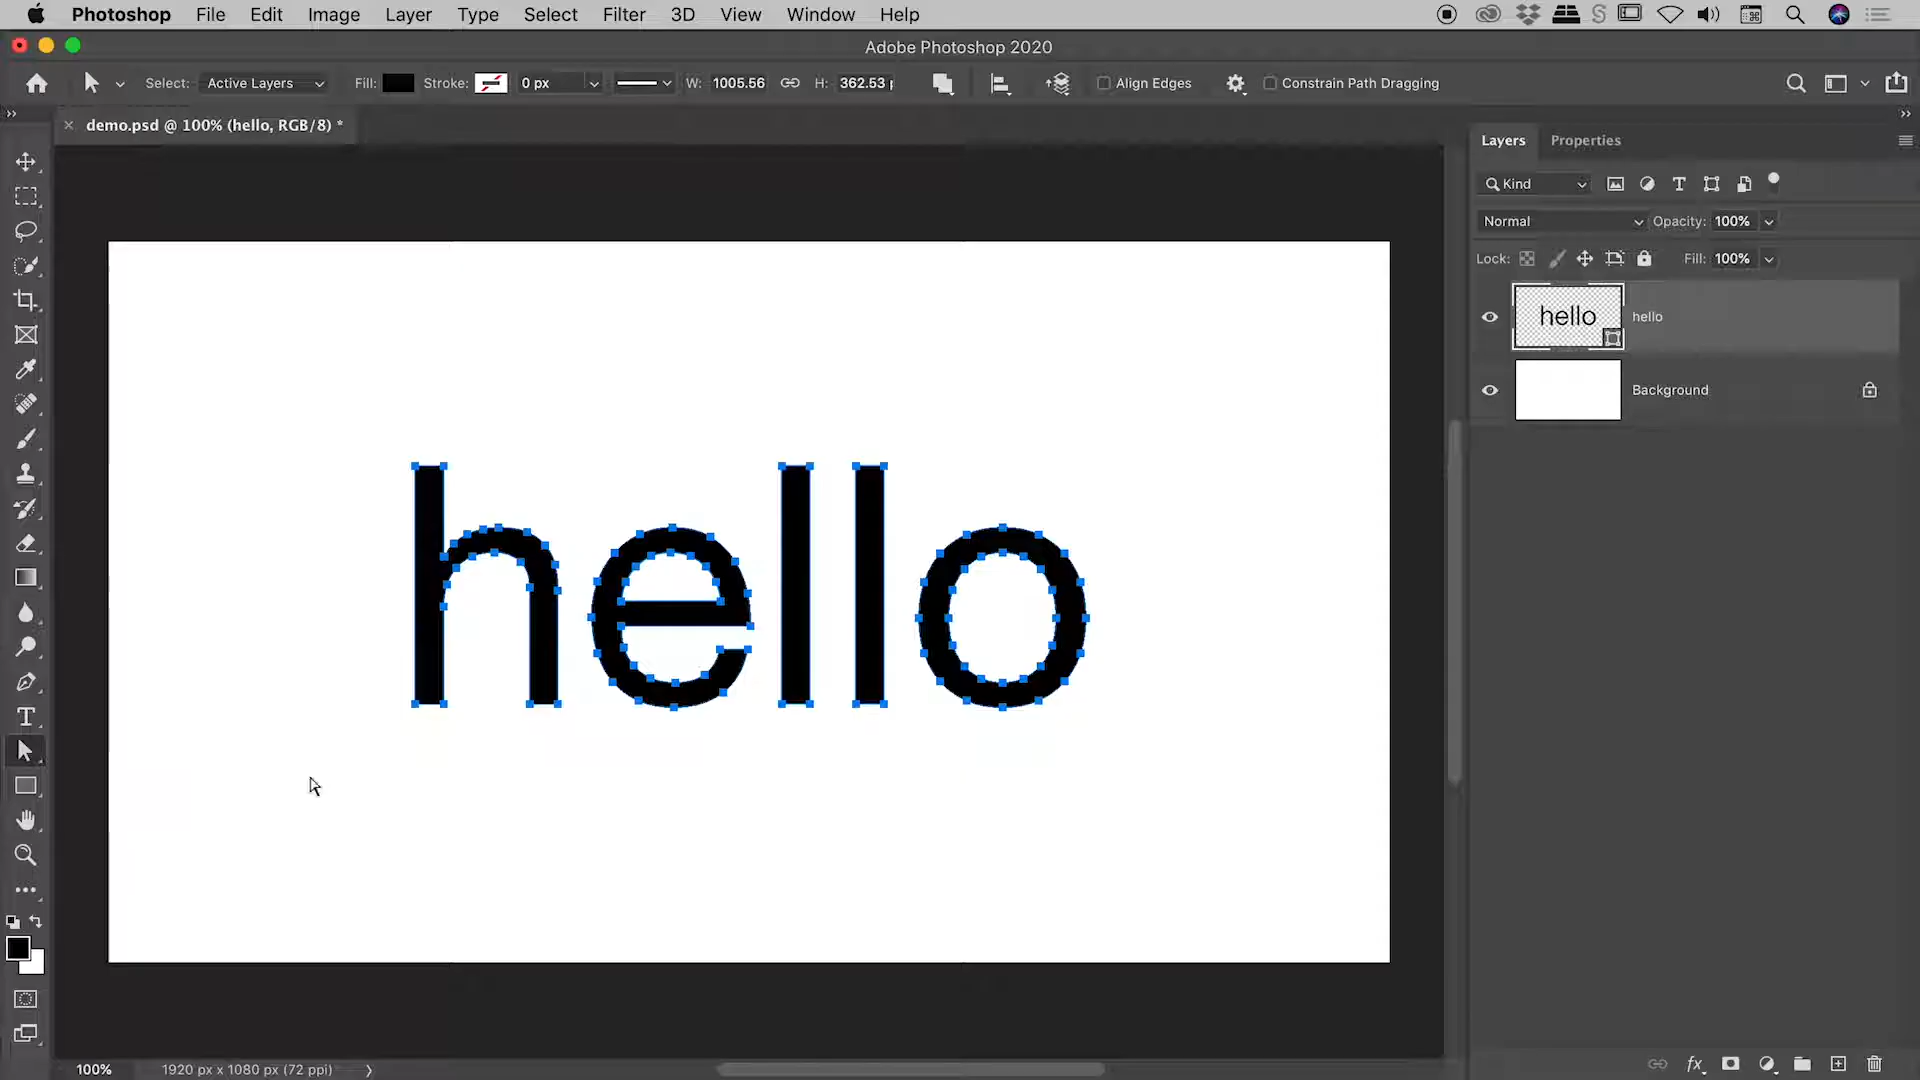 Photoshop File Edit Image Layer Type Select Filter 3D View Window Help
Adobe Photoshop 2020
Select: Active Layers Fill: Stroke: 0 px W: 1005.56 H: 362.53 Align Edges Constrain Path Dragging
demo.psd @ 100% (hello, RGB/8) *
Layers Properties
Kind
Normal Opacity: 100%
Lock: Fill: 100%
hello hello
Background
hello
100% 1920 px x 1080 px (72 ppi)